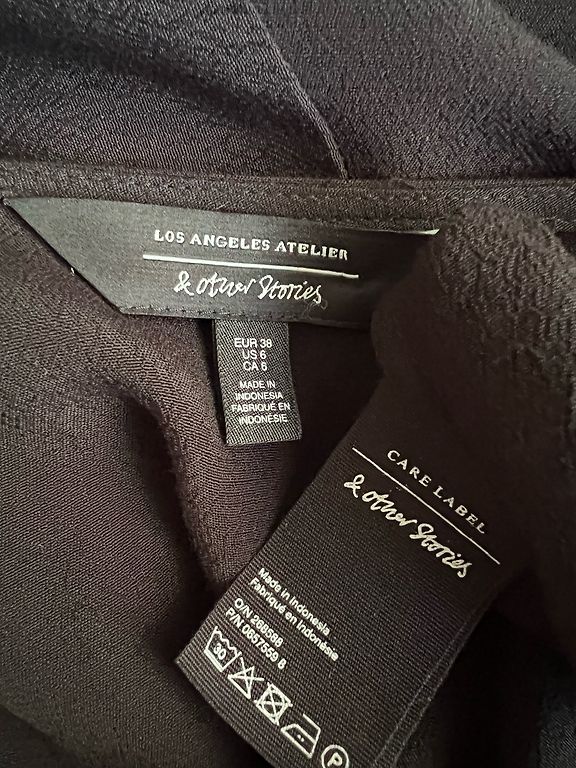 LOS ANGELES ATELIER
& other Stories
EUR 38
US 6
CA 6
MADE IN
INDONESIA
FABRIQUÉ EN
INDONÉSIE
CARE LABEL
& other Stories
Made in Indonesia
Fabriqué en Indonésie
O/N 268588
P/N 0657559 8
30
P